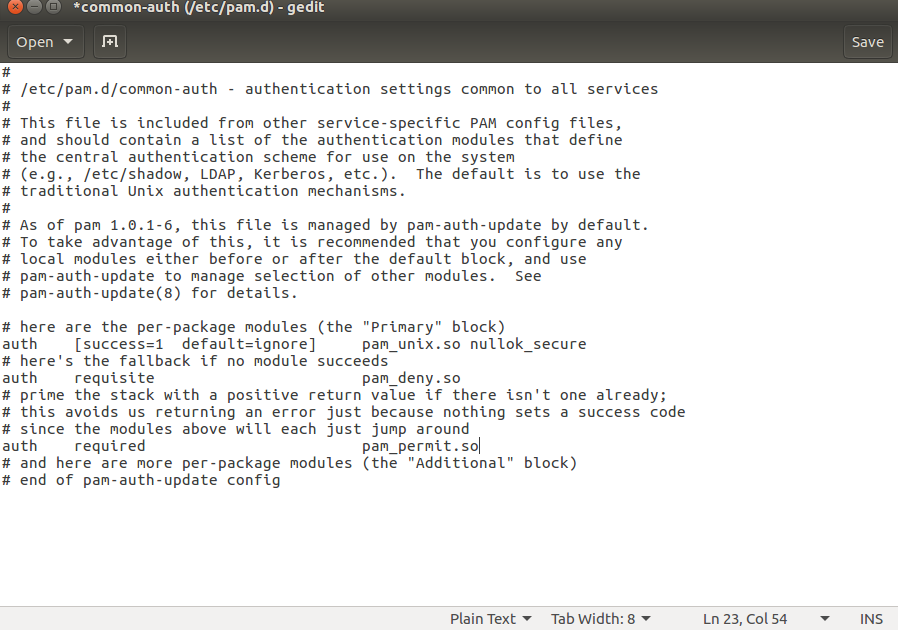 *common-auth (/etc/pam.d) - gedit
Open
Save
#
# /etc/pam.d/common-auth - authentication settings common to all services
#
# This file is included from other service-specific PAM config files,
# and should contain a list of the authentication modules that define
# the central authentication scheme for use on the system
# (e.g., /etc/shadow, LDAP, Kerberos, etc.).  The default is to use the
# traditional Unix authentication mechanisms.
#
# As of pam 1.0.1-6, this file is managed by pam-auth-update by default.
# To take advantage of this, it is recommended that you configure any
# local modules either before or after the default block, and use
# pam-auth-update to manage selection of other modules.  See
# pam-auth-update(8) for details.

# here are the per-package modules (the "Primary" block)
auth    [success=1  default=ignore]     pam_unix.so nullok_secure
# here's the fallback if no module succeeds
auth    requisite                       pam_deny.so
# prime the stack with a positive return value if there isn't one already;
# this avoids us returning an error just because nothing sets a success code
# since the modules above will each just jump around
auth    required                        pam_permit.so
# and here are more per-package modules (the "Additional" block)
# end of pam-auth-update config
Plain Text
Tab Width: 8
Ln 23, Col 54
INS